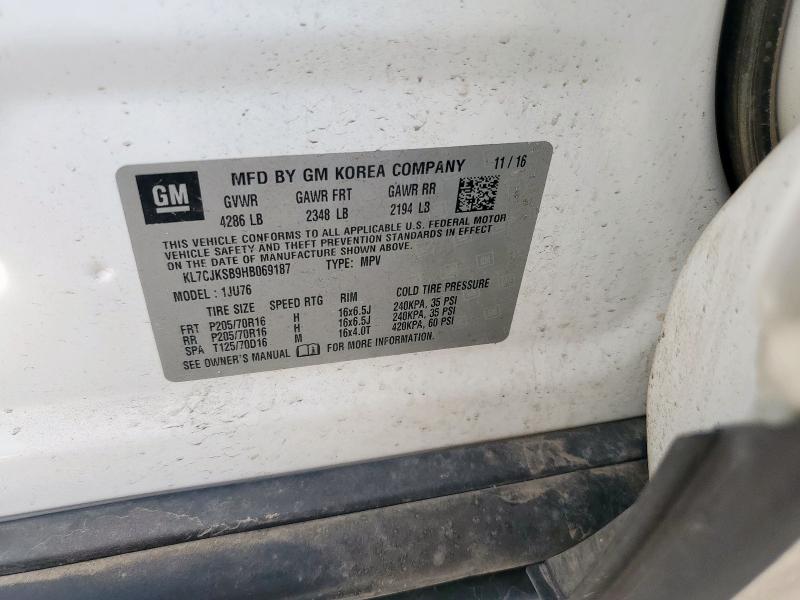 GM
MFD BY GM KOREA COMPANY 11 / 16
GVWR GAWR FRT GAWR RR
4286 LB 2348 LB 2194 LB
THIS VEHICLE CONFORMS TO ALL APPLICABLE U.S. FEDERAL MOTOR
VEHICLE SAFETY AND THEFT PREVENTION STANDARDS IN EFFECT
ON THE DATE OF MANUFACTURE SHOWN ABOVE.
KL7CJKSB9HB069187 TYPE: MPV
MODEL : 1JU76
TIRE SIZE SPEED RTG RIM COLD TIRE PRESSURE
FRT P205/70R16 H 16x6.5J 240KPA, 35 PSI
RR P205/70R16 H 16x6.5J 240KPA, 35 PSI
SPA T125/70D16 M 16x4.0T 420KPA, 60 PSI
SEE OWNER'S MANUAL FOR MORE INFORMATION.